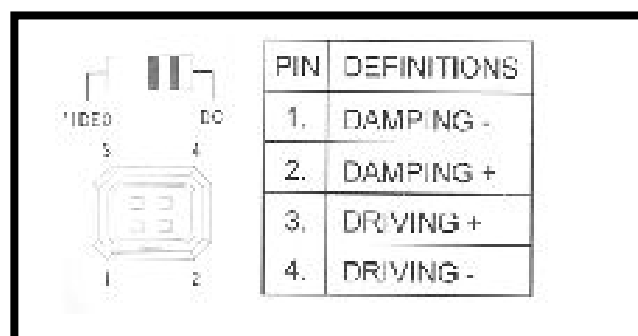 VIDEO DC
3 4
1 2
PIN DEFINITIONS
1. DAMPING -
2. DAMPING +
3. DRIVING +
4. DRIVING -